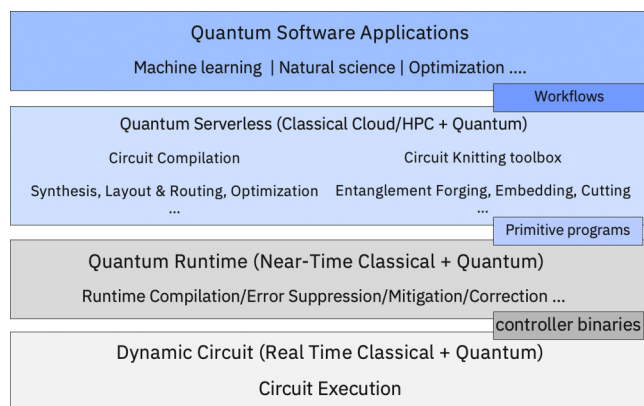 Quantum Software Applications
Machine learning | Natural science | Optimization ....
Workflows
Quantum Serverless (Classical Cloud/HPC + Quantum)
Circuit Compilation
Circuit Knitting toolbox
Synthesis, Layout & Routing, Optimization
Entanglement Forging, Embedding, Cutting
...
...
Primitive programs
Quantum Runtime (Near-Time Classical + Quantum)
Runtime Compilation/Error Suppression/Mitigation/Correction ...
controller binaries
Dynamic Circuit (Real Time Classical + Quantum)
Circuit Execution